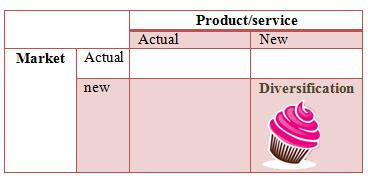 Product/service
Actual New
Market Actual
new Diversification